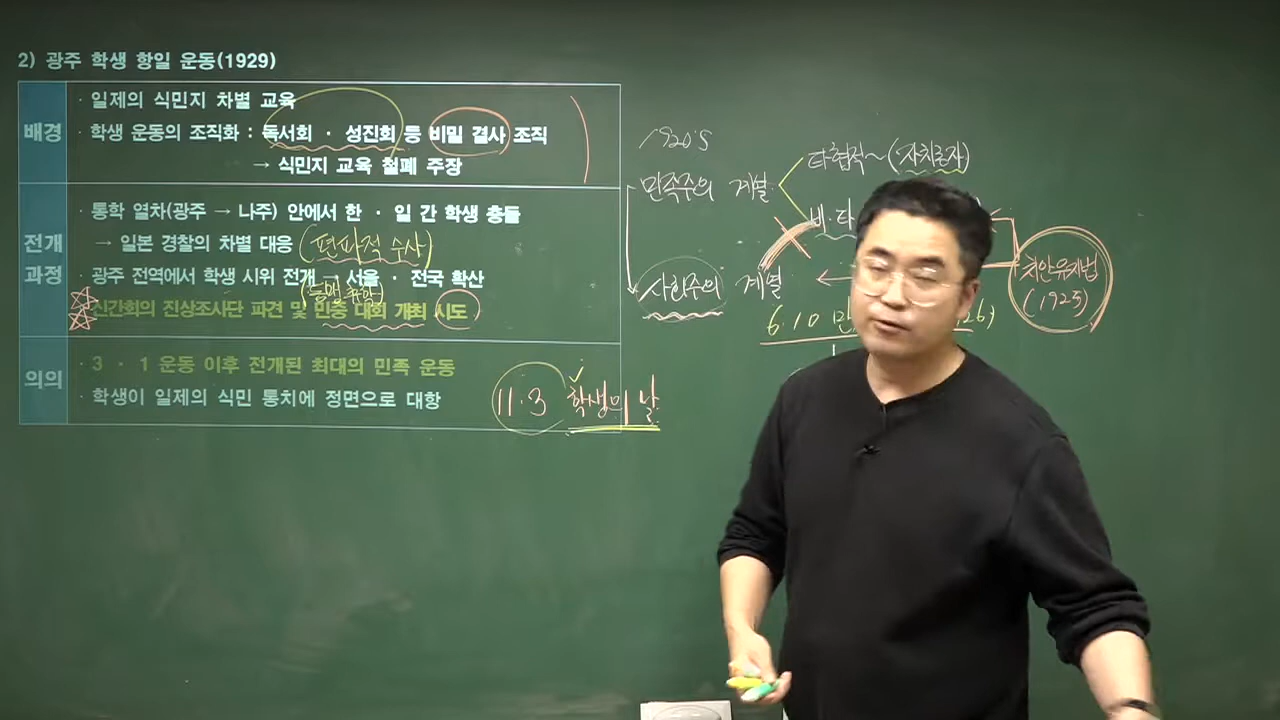 2) 광주 학생 항일 운동(1929)
배경
· 일제의 식민지 차별 교육
· 학생 운동의 조직화 : 독서회 · 성진회 등 비밀 결사 조직
→ 식민지 교육 철폐 주장
전개
과정
· 통학 열차(광주 → 나주) 안에서 한 · 일 간 학생 충돌
→ 일본 경찰의 차별 대응 (편파적 수사)
· 광주 전역에서 학생 시위 전개 → 서울 · 전국 확산
(동맹 휴학)
신간회의 진상조사단 파견 및 민중 대회 개최 시도
의의
· 3 · 1 운동 이후 전개된 최대의 민족 운동
· 학생이 일제의 식민 통치에 정면으로 대항
11.3 학생의 날
1920's
민족주의 계열
타협적~(자치론자)
비·타
사회주의 계열
치안유지법
(1925)
6.10 만
26)